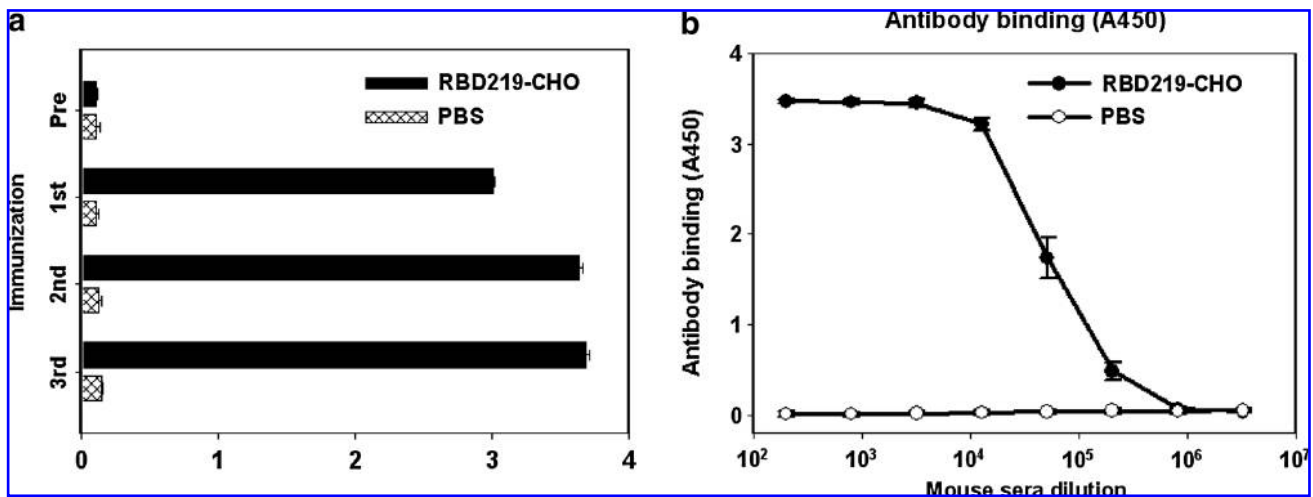 a
RBD219-CHO
PBS
Immunization
Pre
1st
2nd
3rd
0 1 2 3 4
b
Antibody binding (A450)
RBD219-CHO
PBS
Antibody binding (A450)
4
3
2
1
0
10² 10³ 10⁴ 10⁵ 10⁶ 10⁷
Mouse sera dilution